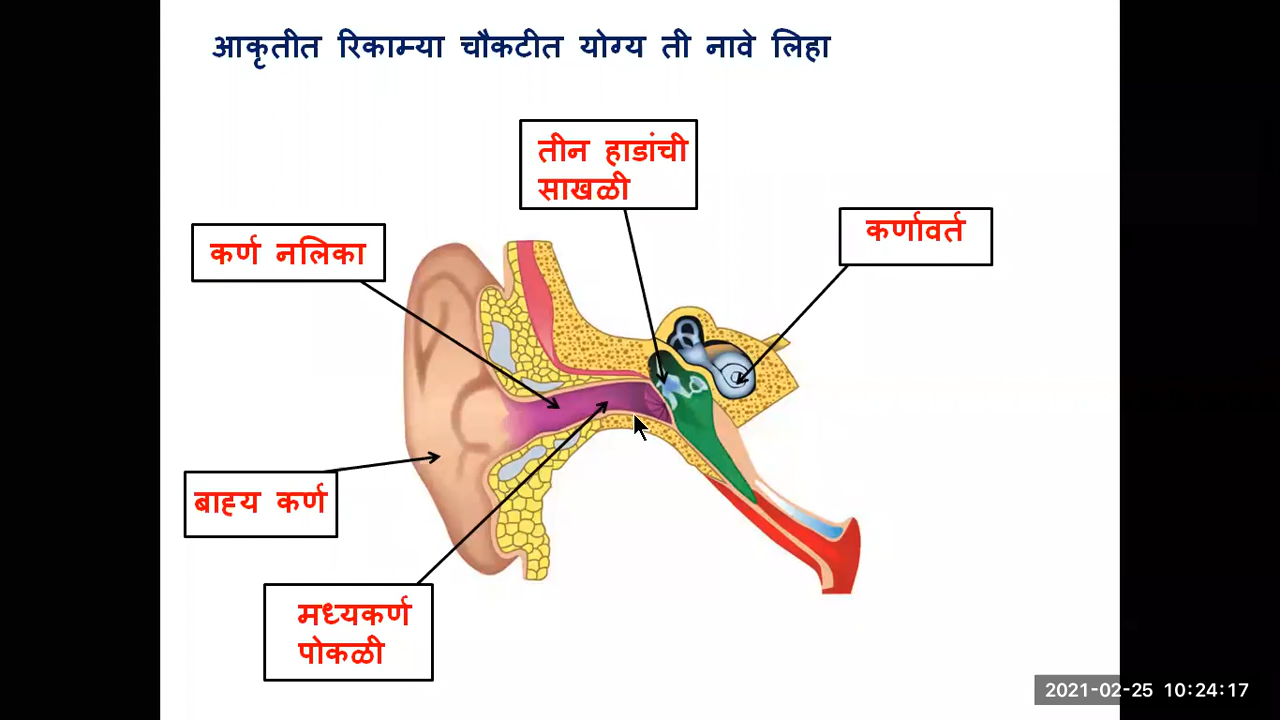 आकृतीत रिकाम्या चौकटीत योग्य ती नावे लिहा
तीन हाडांची
साखळी
कर्णावर्त
कर्ण नलिका
बाह्य कर्ण
मध्यकर्ण
पोकळी
2021-02-25 10:24:17